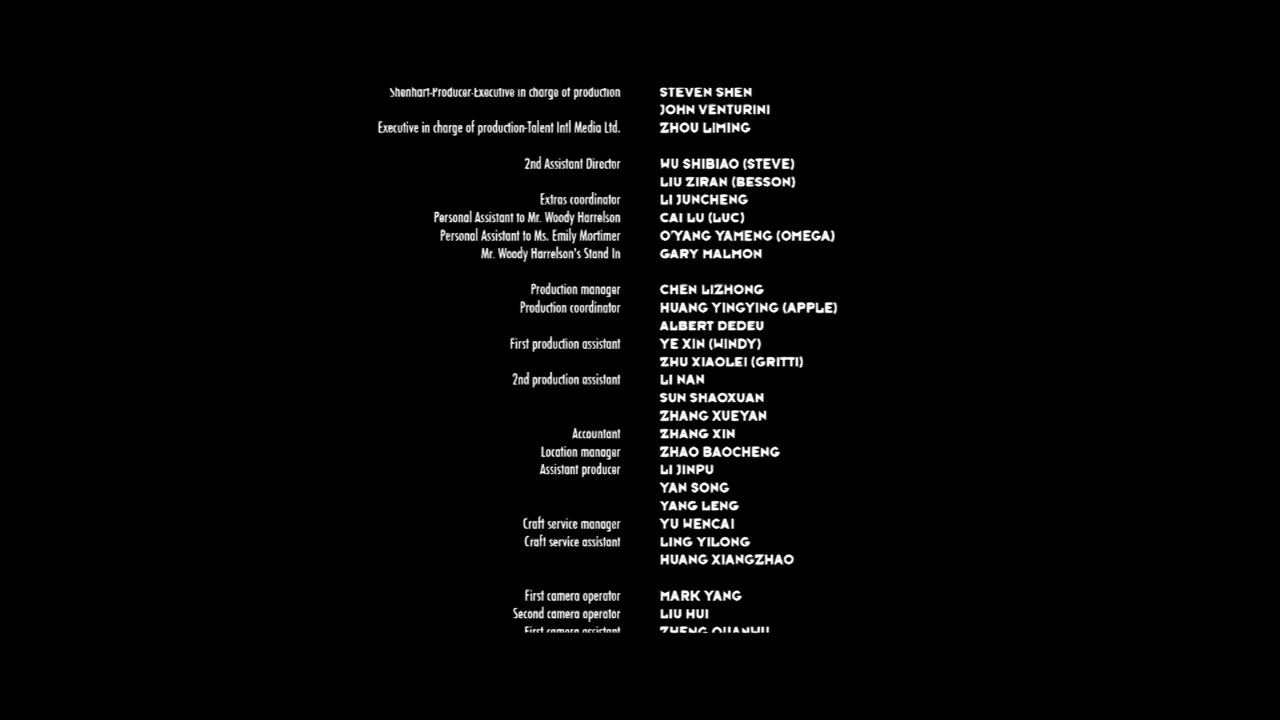 Shenhart-Producer-Executive in charge of production STEVEN SHEN
JOHN VENTURINI
Executive in charge of production-Talent Intl Media Ltd. ZHOU LIMING
2nd Assistant Director WU SHIBIAO (STEVE)
LIU ZIRAN (BESSON)
Extras coordinator LI JUNCHENG
Personal Assistant to Mr. Woody Harrelson CAI LU (LUC)
Personal Assistant to Ms. Emily Mortimer O'YANG YAMENG (OMEGA)
Mr. Woody Harrelson's Stand In GARY MALMON
Production manager CHEN LIZHONG
Production coordinator HUANG YINGYING (APPLE)
ALBERT DEDEU
First production assistant YE XIN (WINDY)
ZHU XIAOLEI (GRITTI)
2nd production assistant LI NAN
SUN SHAOXUAN
ZHANG XUEYAN
Accountant ZHANG XIN
Location manager ZHAO BAOCHENG
Assistant producer LI JINPU
YAN SONG
YANG LENG
Craft service manager YU WENCAI
Craft service assistant LING YILONG
HUANG XIANGZHAO
First camera operator MARK YANG
Second camera operator LIU HUI
First camera assistant ZHENG QUANHU